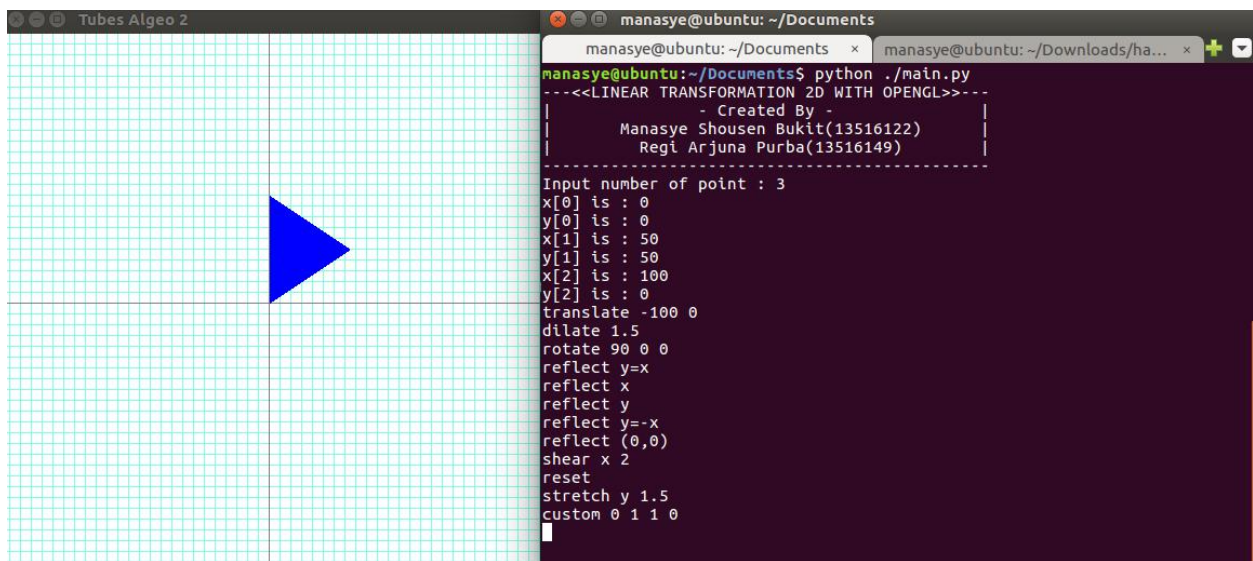 Tubes Algeo 2
manasye@ubuntu: ~/Documents
manasye@ubuntu: ~/Documents × manasye@ubuntu: ~/Downloads/ha... ×
manasye@ubuntu:~/Documents$ python ./main.py
---<<LINEAR TRANSFORMATION 2D WITH OPENGL>>---
| - Created By - |
| Manasye Shousen Bukit(13516122) |
| Regi Arjuna Purba(13516149) |
----------------------------------------------
Input number of point : 3
x[0] is : 0
y[0] is : 0
x[1] is : 50
y[1] is : 50
x[2] is : 100
y[2] is : 0
translate -100 0
dilate 1.5
rotate 90 0 0
reflect y=x
reflect x
reflect y
reflect y=-x
reflect (0,0)
shear x 2
reset
stretch y 1.5
custom 0 1 1 0